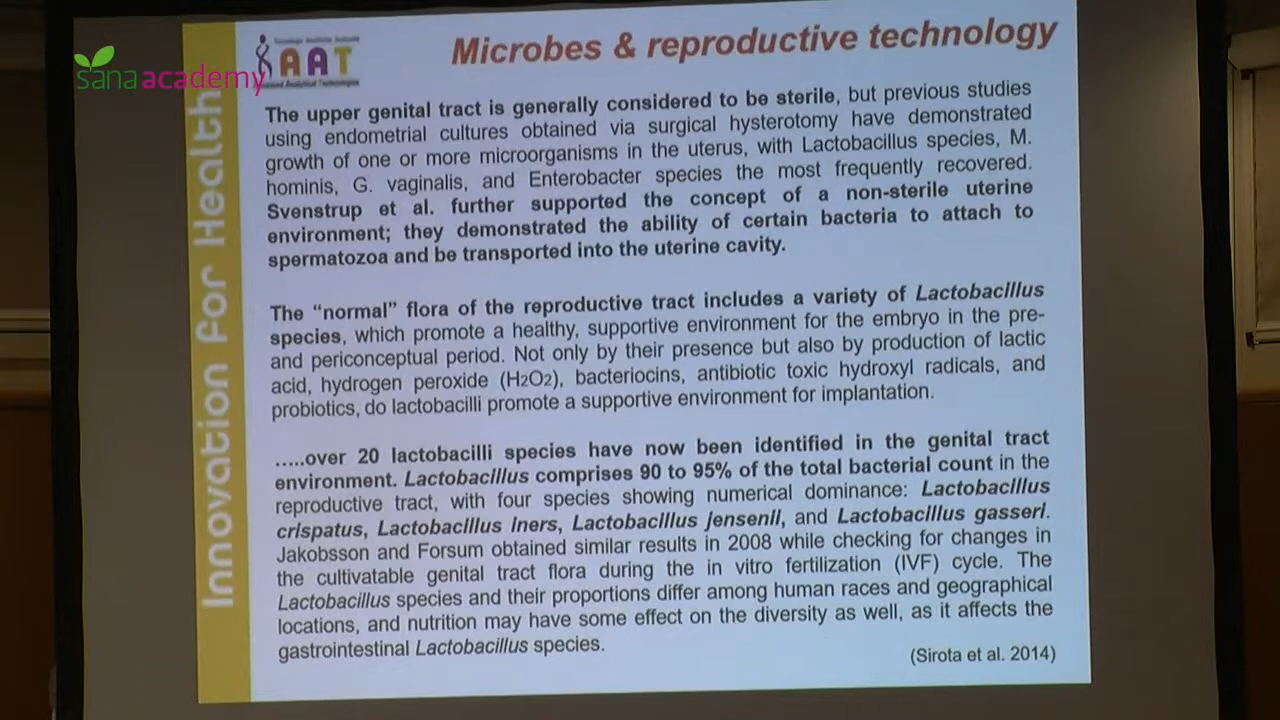 sanaacademy
AAT
Microbes & reproductive technology
Innovation for Health
The upper genital tract is generally considered to be sterile, but previous studies
using endometrial cultures obtained via surgical hysterotomy have demonstrated
growth of one or more microorganisms in the uterus, with Lactobacillus species, M.
hominis, G. vaginalis, and Enterobacter species the most frequently recovered.
Svenstrup et al. further supported the concept of a non-sterile uterine
environment; they demonstrated the ability of certain bacteria to attach to
spermatozoa and be transported into the uterine cavity.
The “normal” flora of the reproductive tract includes a variety of Lactobacillus
species, which promote a healthy, supportive environment for the embryo in the pre-
and periconceptual period. Not only by their presence but also by production of lactic
acid, hydrogen peroxide (H2O2), bacteriocins, antibiotic toxic hydroxyl radicals, and
probiotics, do lactobacilli promote a supportive environment for implantation.
…..over 20 lactobacilli species have now been identified in the genital tract
environment. Lactobacillus comprises 90 to 95% of the total bacterial count in the
reproductive tract, with four species showing numerical dominance: Lactobacillus
crispatus, Lactobacillus iners, Lactobacillus jensenii, and Lactobacillus gasseri.
Jakobsson and Forsum obtained similar results in 2008 while checking for changes in
the cultivatable genital tract flora during the in vitro fertilization (IVF) cycle. The
Lactobacillus species and their proportions differ among human races and geographical
locations, and nutrition may have some effect on the diversity as well, as it affects the
gastrointestinal Lactobacillus species.
(Sirota et al. 2014)